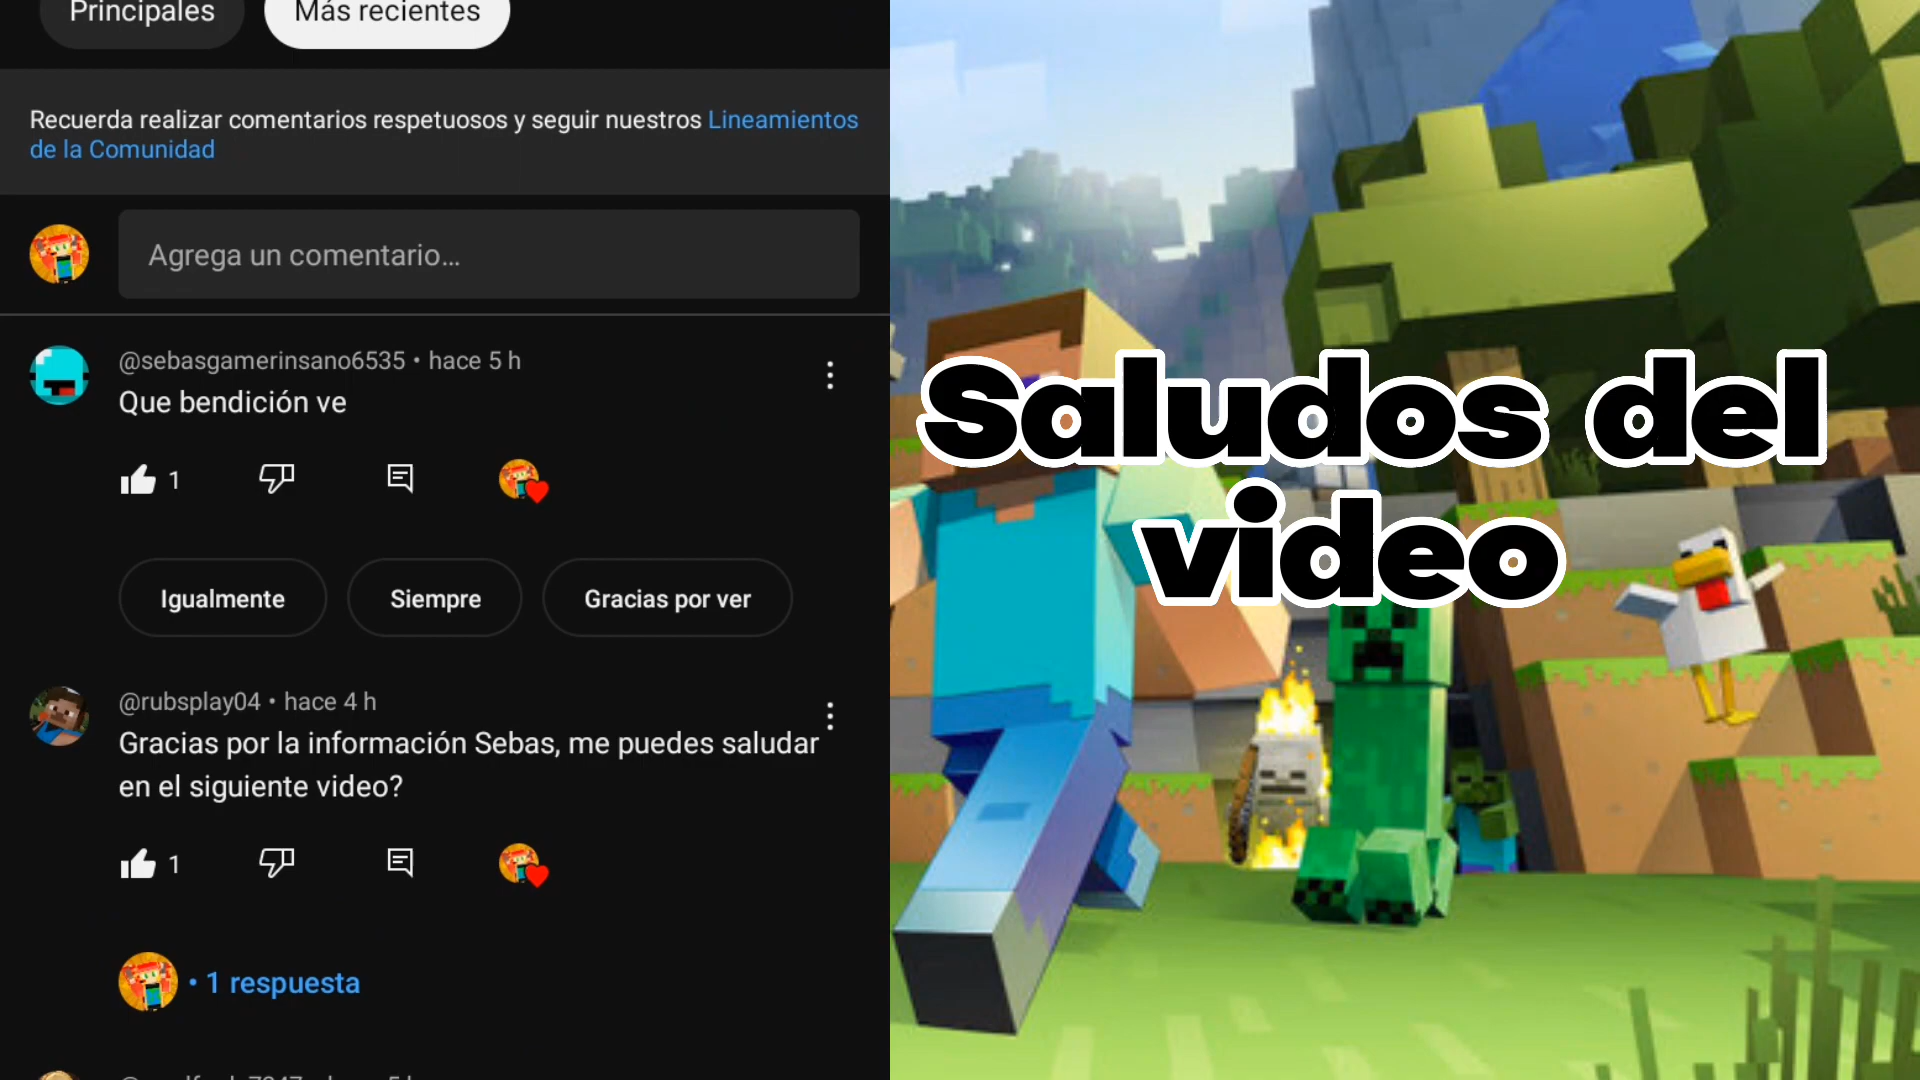 Principales
Más recientes
Recuerda realizar comentarios respetuosos y seguir nuestros Lineamientos
de la Comunidad
Agrega un comentario...
@sebasgamerinsano6535 • hace 5 h
Que bendición ve
1
Igualmente
Siempre
Gracias por ver
@rubsplay04 • hace 4 h
Gracias por la información Sebas, me puedes saludar
en el siguiente video?
1
• 1 respuesta
Saludos del
video